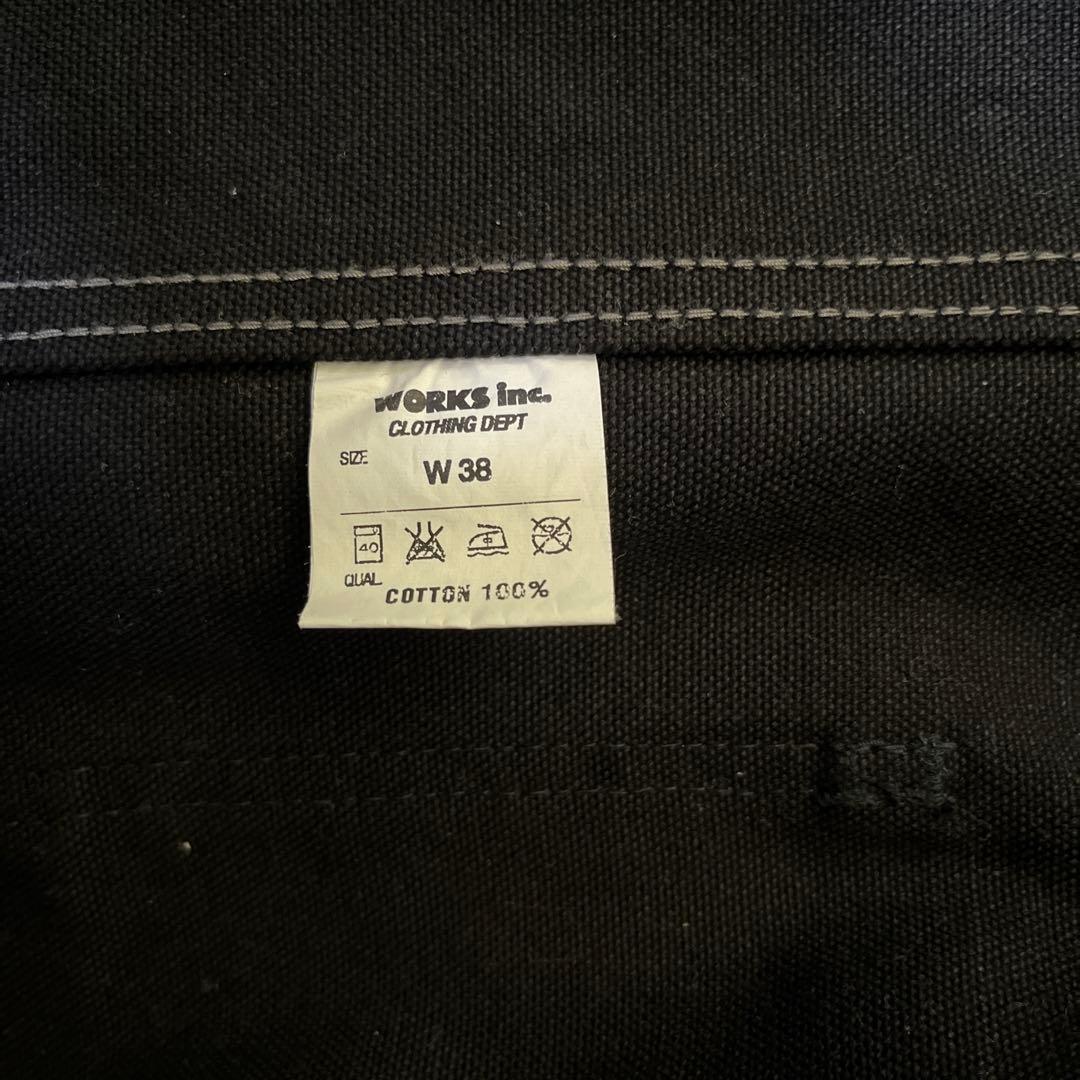 WORKS inc.
CLOTHING DEPT
SIZE
W 38
40
QUAL
COTTON 100%